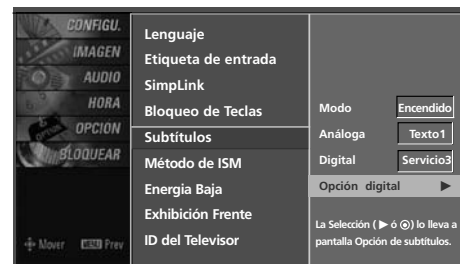 CONFIGU.
IMAGEN
AUDIO
HORA
OPCION
BLOQUEAR
Mover MENU Prev
Lenguaje
Etiqueta de entrada
SimpLink
Bloqueo de Teclas
Subtítulos
Método de ISM
Energia Baja
Exhibición Frente
ID del Televisor
Modo Encendido
Análoga Texto1
Digital Servicio3
Opción digital ▶
La Selección ( ▶ ó ◉) lo lleva a
pantalla Opción de subtítulos.